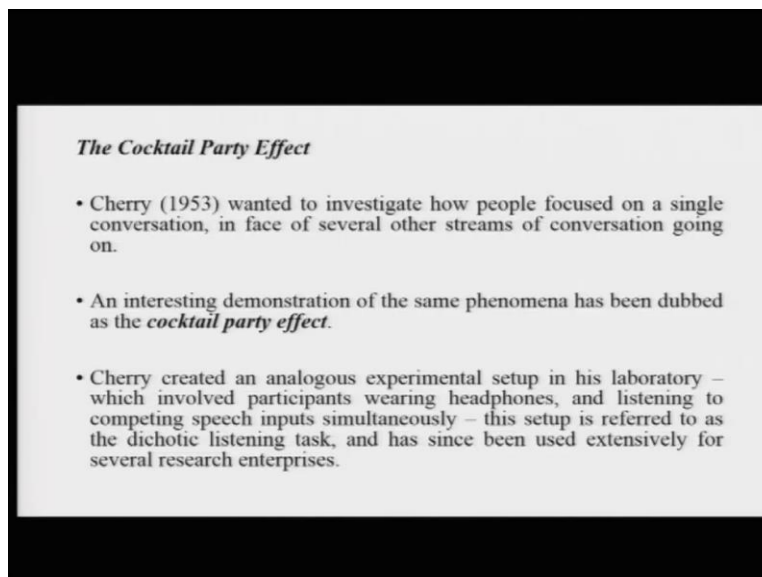 The Cocktail Party Effect
• Cherry (1953) wanted to investigate how people focused on a single
conversation, in face of several other streams of conversation going
on.
• An interesting demonstration of the same phenomena has been dubbed
as the cocktail party effect.
• Cherry created an analogous experimental setup in his laboratory –
which involved participants wearing headphones, and listening to
competing speech inputs simultaneously – this setup is referred to as
the dichotic listening task, and has since been used extensively for
several research enterprises.